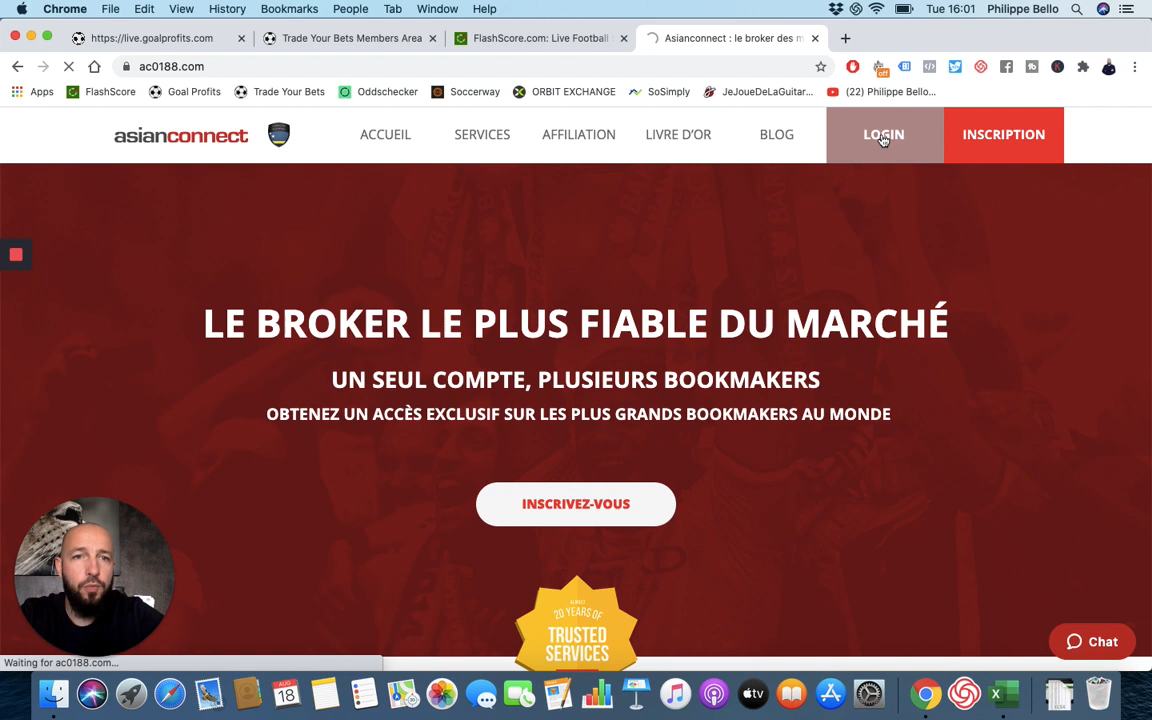 Chrome File Edit View History Bookmarks People Tab Window Help Tue 16:01 Philippe Bello
https://live.goalprofits.com Trade Your Bets Members Area FlashScore.com: Live Football Asianconnect : le broker des m
ac0188.com
off
Apps FlashScore Goal Profits Trade Your Bets Oddschecker Soccerway ORBIT EXCHANGE SoSimply JeJoueDeLaGuitar... (22) Philippe Bello...
asianconnect ACCUEIL SERVICES AFFILIATION LIVRE D'OR BLOG LOGIN INSCRIPTION
LE BROKER LE PLUS FIABLE DU MARCHÉ
UN SEUL COMPTE, PLUSIEURS BOOKMAKERS
OBTENEZ UN ACCÈS EXCLUSIF SUR LES PLUS GRANDS BOOKMAKERS AU MONDE
INSCRIVEZ-VOUS
ALMOST
20 YEARS OF
TRUSTED
SERVICES
Chat
Waiting for ac0188.com...
AUG
18
tv